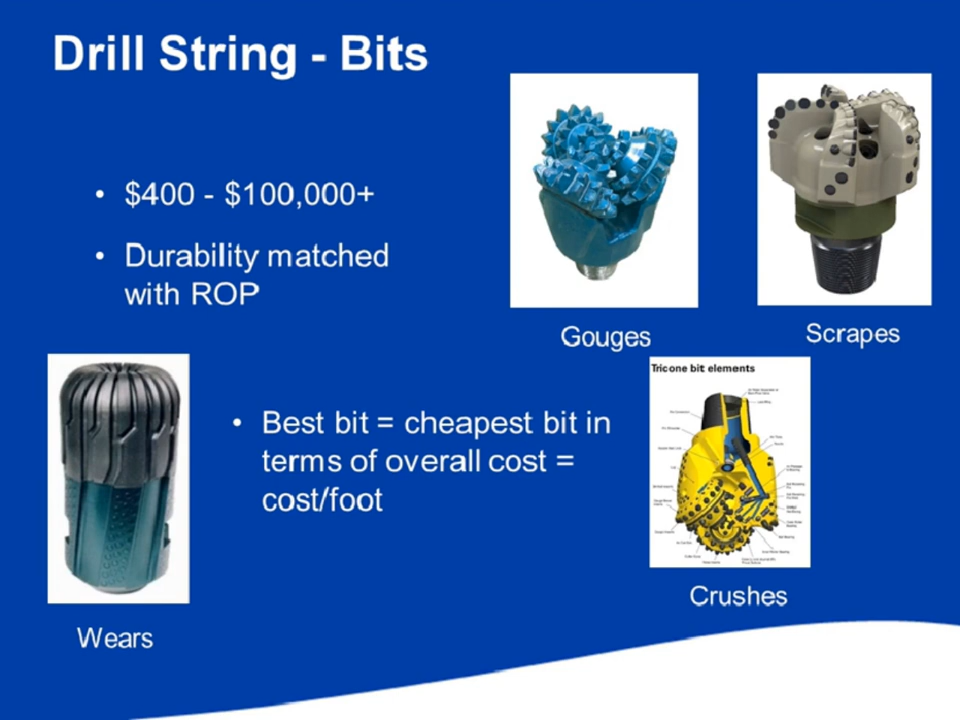 Drill String - Bits
• $400 - $100,000+
• Durability matched
with ROP
Gouges
Scrapes
Tricone bit elements
• Best bit = cheapest bit in
terms of overall cost =
cost/foot
Crushes
Wears